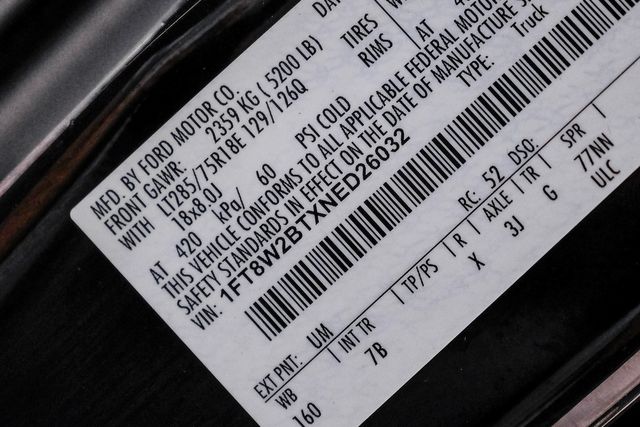 MFD. BY FORD MOTOR CO.
FRONT GAWR: 2359 KG ( 5200 LB)
WITH LT285/75R18E 129/126Q TIRES
18x8.0J RIMS
AT 420 kPa/ 60 PSI COLD AT
THIS VEHICLE CONFORMS TO ALL APPLICABLE FEDERAL MOTOR
SAFETY STANDARDS IN EFFECT ON THE DATE OF MANUFACTURE
VIN: 1FT8W2BTXNED26032 TYPE: Truck
EXT PNT: UM RC: 52 DSO:
WB INT TR TP/PS R AXLE TR SPR
160 7B X 3J G 77NN
ULC